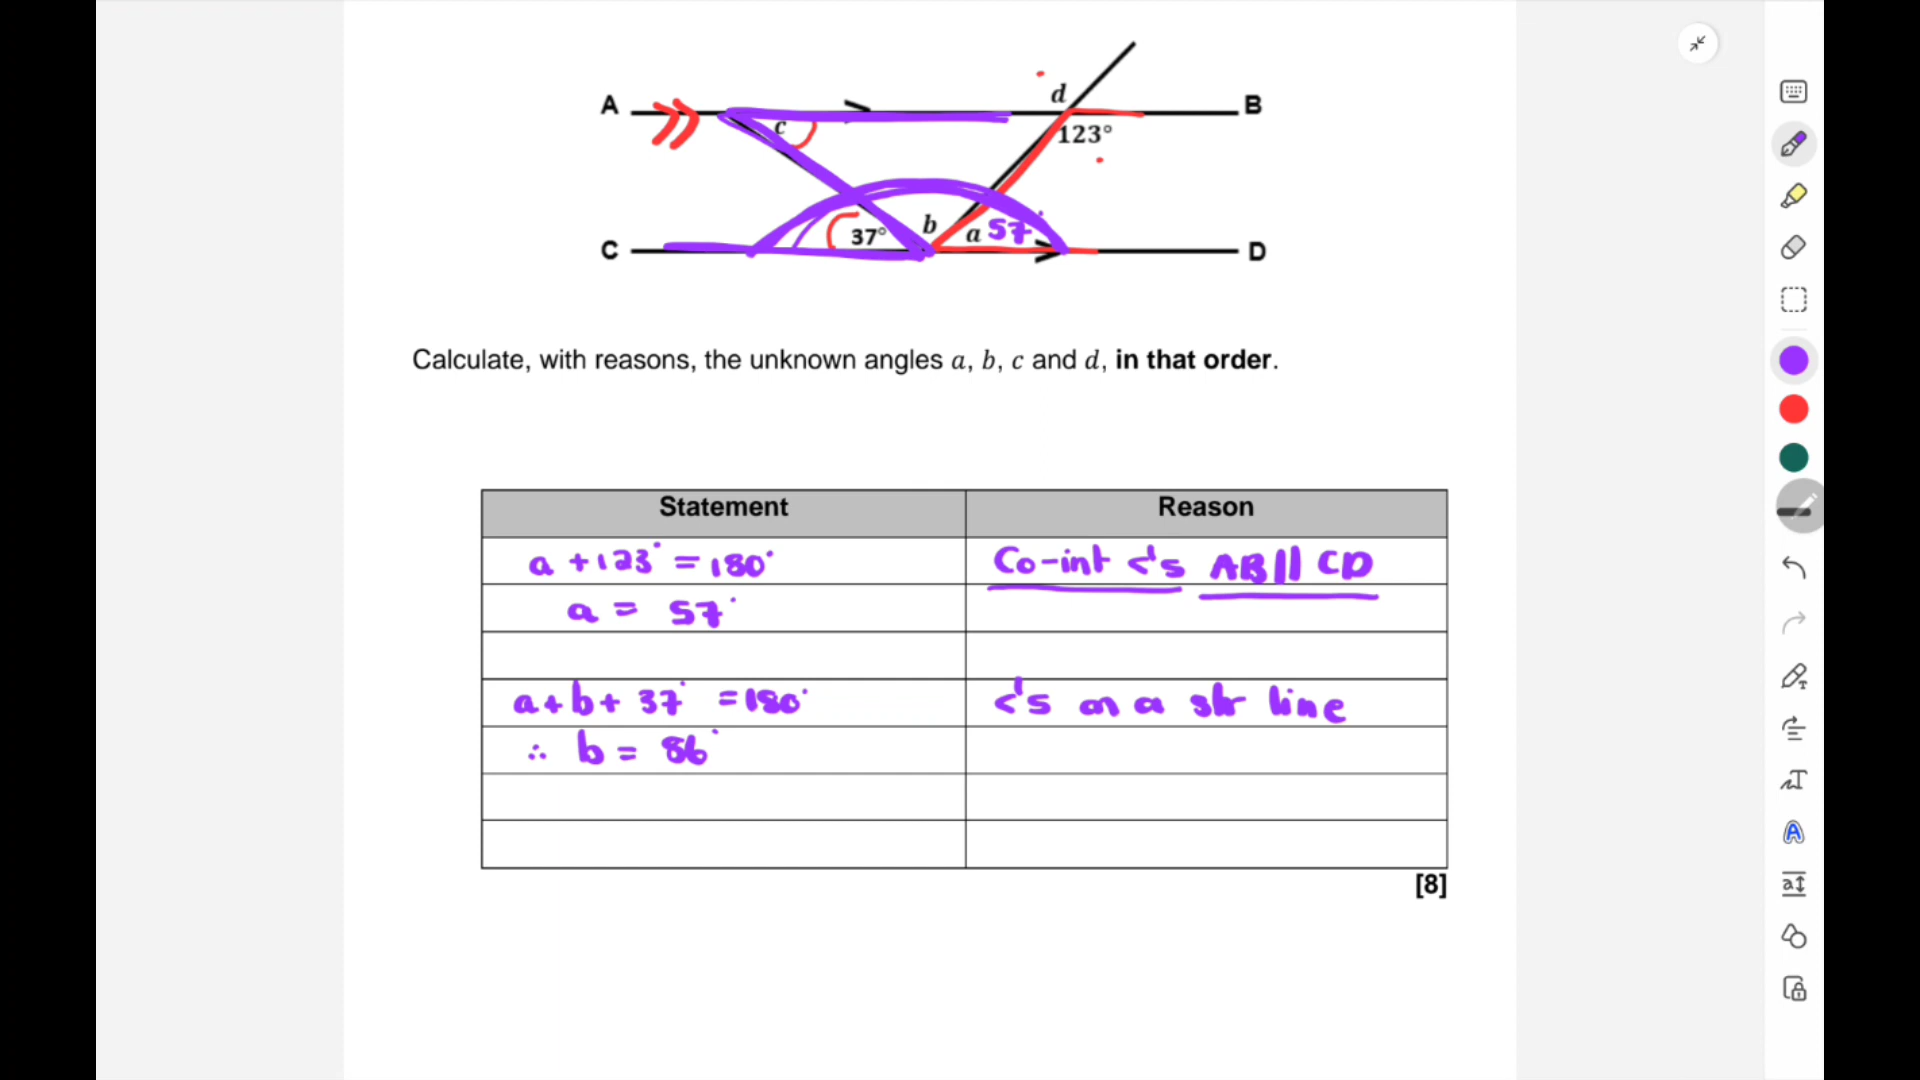 A d B
c 123°
C 37° b a 57° D
Calculate, with reasons, the unknown angles a, b, c and d, in that order.
Statement Reason
a + 123° = 180° Co-int <'s AB || CD
a = 57°
a + b + 37° = 180° <'s on a str line
∴ b = 86°
[8]